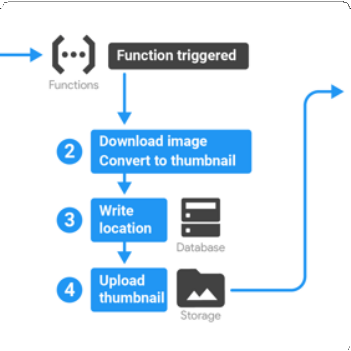 Function triggered
Functions
2
Download image
Convert to thumbnail
3
Write
location
Database
4
Upload
thumbnail
Storage